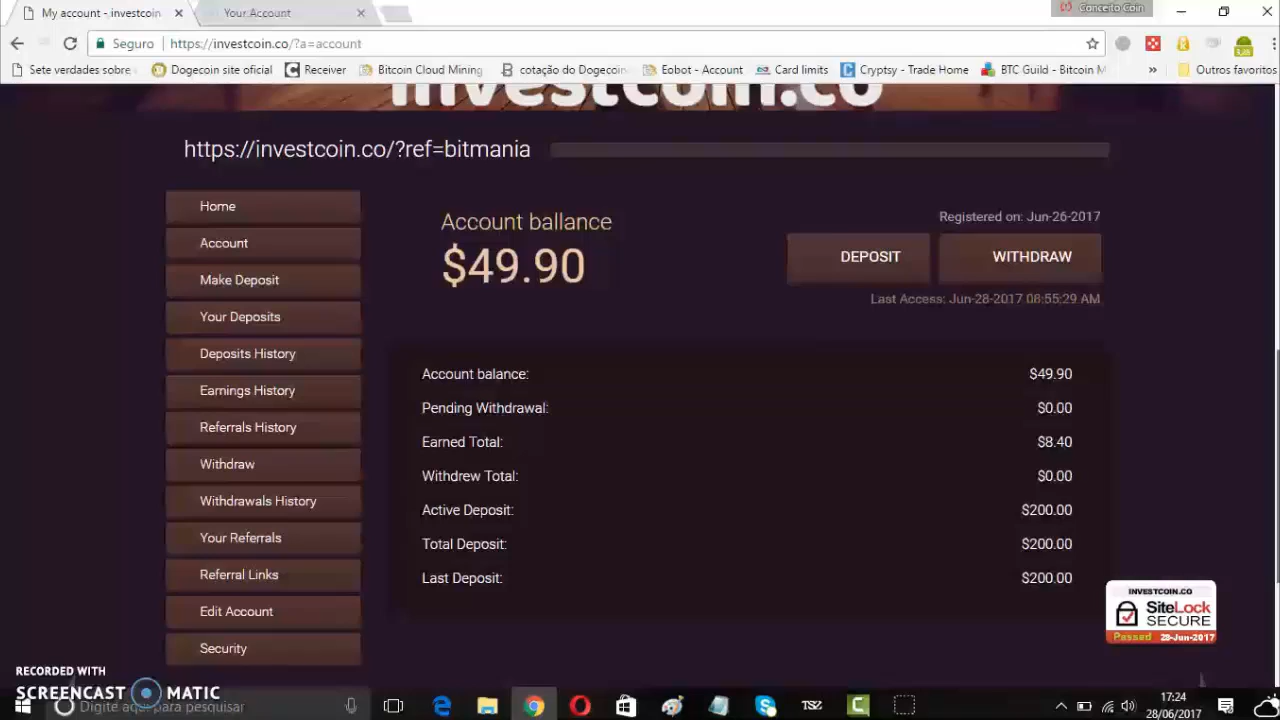 My account - investcoin
Your Account
Conceito Coin
Seguro
https://investcoin.co/?a=account
Sete verdades sobre
Dogecoin site oficial
Receiver
Bitcoin Cloud Mining
cotação do Dogecoin
Eobot - Account
Card limits
Cryptsy - Trade Home
BTC Guild - Bitcoin M
»
Outros favoritos
investcoin.co
https://investcoin.co/?ref=bitmania
Home
Account
Make Deposit
Your Deposits
Deposits History
Earnings History
Referrals History
Withdraw
Withdrawals History
Your Referrals
Referral Links
Edit Account
Security
Account ballance
$49.90
Registered on: Jun-26-2017
DEPOSIT
WITHDRAW
Last Access: Jun-28-2017 08:55:29 AM
Account balance: $49.90
Pending Withdrawal: $0.00
Earned Total: $8.40
Withdrew Total: $0.00
Active Deposit: $200.00
Total Deposit: $200.00
Last Deposit: $200.00
INVESTCOIN.CO
SiteLock
SECURE
Passed 28-Jun-2017
RECORDED WITH
SCREENCAST MATIC
Digite aqui para pesquisar
17:24
28/06/2017